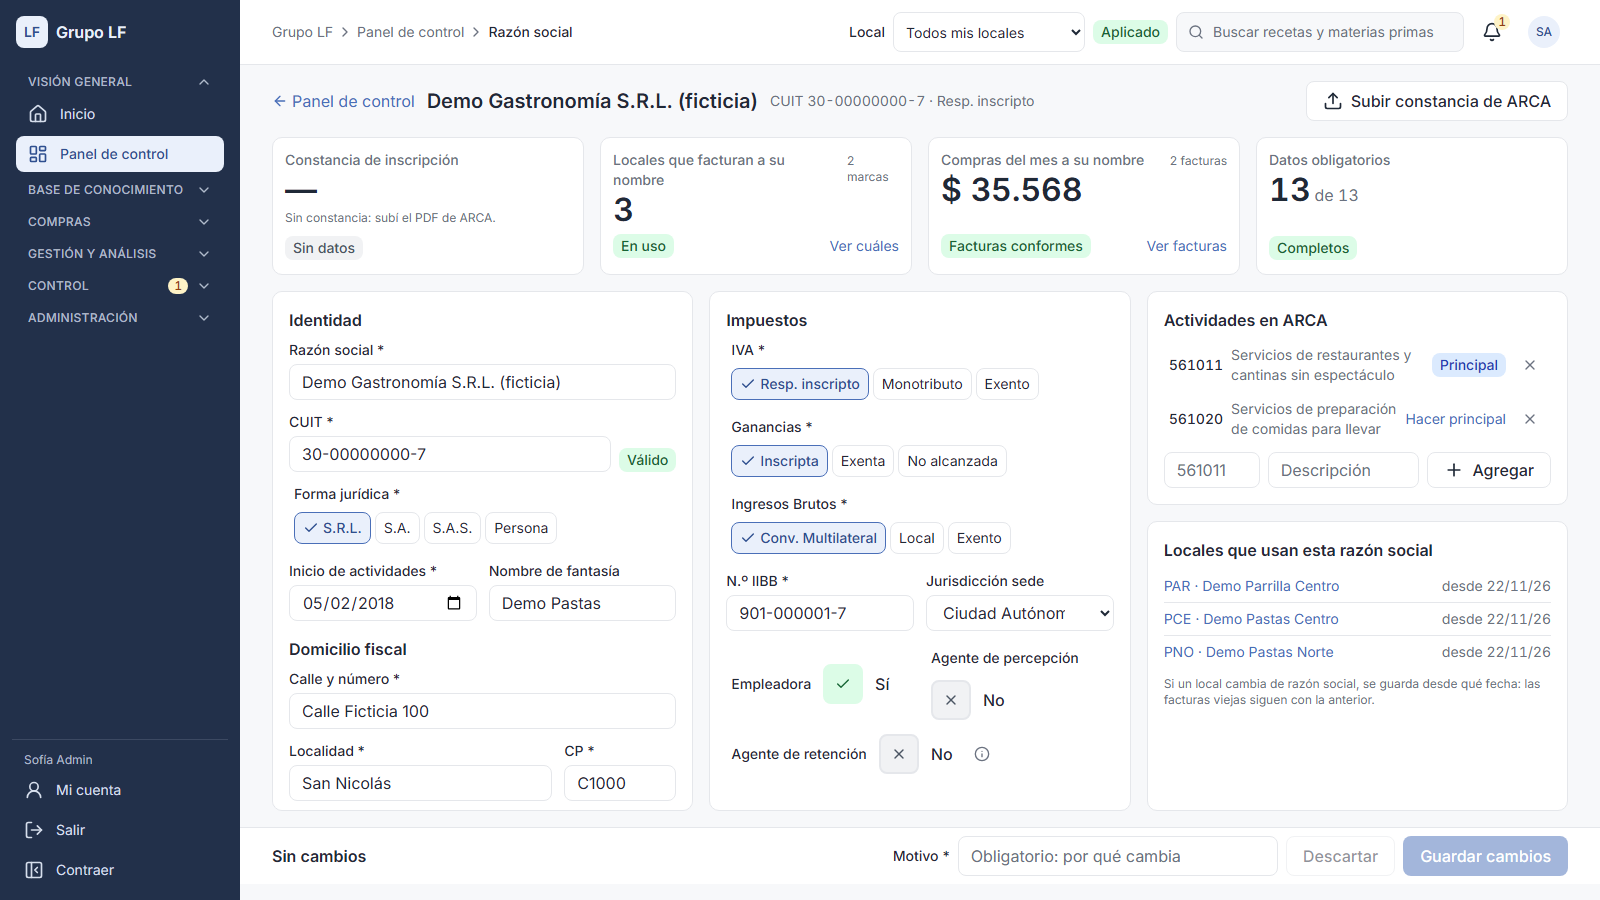 LF Grupo LF
VISIÓN GENERAL
Inicio
Panel de control
BASE DE CONOCIMIENTO
COMPRAS
GESTIÓN Y ANÁLISIS
CONTROL 1
ADMINISTRACIÓN
Sofía Admin
Mi cuenta
Salir
Contraer
Grupo LF > Panel de control > Razón social
Local Todos mis locales Aplicado Buscar recetas y materias primas 1 SA
← Panel de control Demo Gastronomía S.R.L. (ficticia) CUIT 30-00000000-7 · Resp. inscripto Subir constancia de ARCA
Constancia de inscripción
—
Sin constancia: subí el PDF de ARCA.
Sin datos
Locales que facturan a su
nombre
2
marcas
3
En uso Ver cuáles
Compras del mes a su nombre 2 facturas
$ 35.568
Facturas conformes Ver facturas
Datos obligatorios
13 de 13
Completos
Identidad
Razón social *
Demo Gastronomía S.R.L. (ficticia)
CUIT *
30-00000000-7 Válido
Forma jurídica *
S.R.L. S.A. S.A.S. Persona
Inicio de actividades * Nombre de fantasía
05/02/2018 Demo Pastas
Domicilio fiscal
Calle y número *
Calle Ficticia 100
Localidad * CP *
San Nicolás C1000
Impuestos
IVA *
Resp. inscripto Monotributo Exento
Ganancias *
Inscripta Exenta No alcanzada
Ingresos Brutos *
Conv. Multilateral Local Exento
N.º IIBB * Jurisdicción sede
901-000001-7 Ciudad Autónom
Empleadora Sí
Agente de percepción
No
Agente de retención No
Actividades en ARCA
561011 Servicios de restaurantes y
cantinas sin espectáculo Principal
561020 Servicios de preparación
de comidas para llevar Hacer principal
561011 Descripción + Agregar
Locales que usan esta razón social
PAR · Demo Parrilla Centro desde 22/11/26
PCE · Demo Pastas Centro desde 22/11/26
PNO · Demo Pastas Norte desde 22/11/26
Si un local cambia de razón social, se guarda desde qué fecha: las
facturas viejas siguen con la anterior.
Sin cambios Motivo * Obligatorio: por qué cambia Descartar Guardar cambios